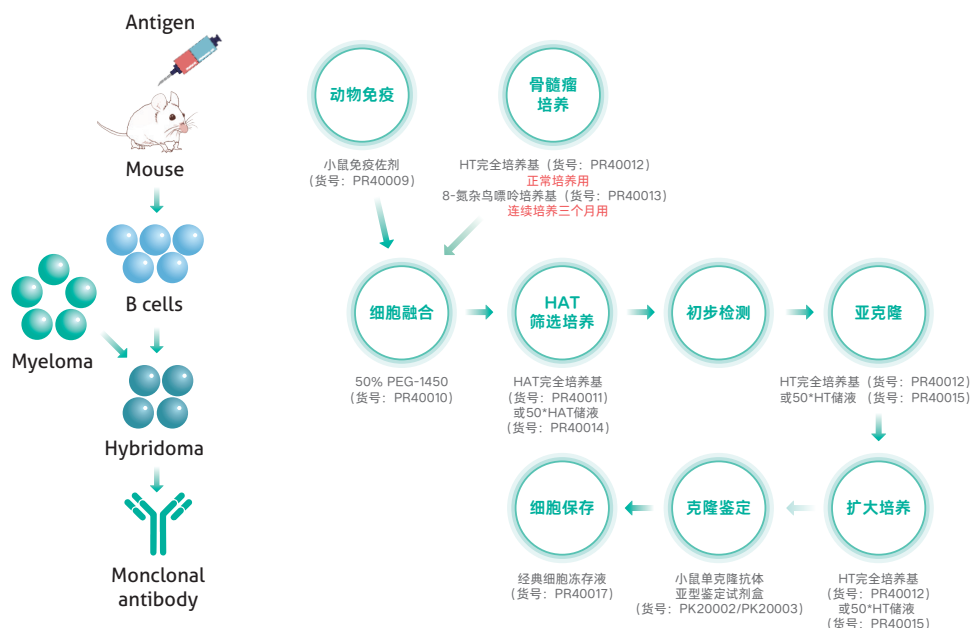 Antigen
Mouse
B cells
Myeloma
Hybridoma
Monclonal
antibody
动物免疫
小鼠免疫佐剂
(货号：PR40009)
骨髓瘤
培养
HT完全培养基（货号：PR40012)
正常培养用
8-氮杂鸟嘌呤培养基（货号：PR40013)
连续培养三个月用
细胞融合
50% PEG-1450
(货号：PR40010)
HAT
筛选培养
HAT完全培养基
(货号：PR40011)
或50*HAT储液
(货号：PR40014)
初步检测
亚克隆
HT完全培养基（货号：PR40012)
或50*HT储液（货号：PR40015)
扩大培养
HT完全培养基
(货号：PR40012)
或50*HT储液
(货号：PR40015)
克隆鉴定
小鼠单克隆抗体
亚型鉴定试剂盒
(货号：PK20002/PK20003)
细胞保存
经典细胞冻存液
(货号：PR40017)